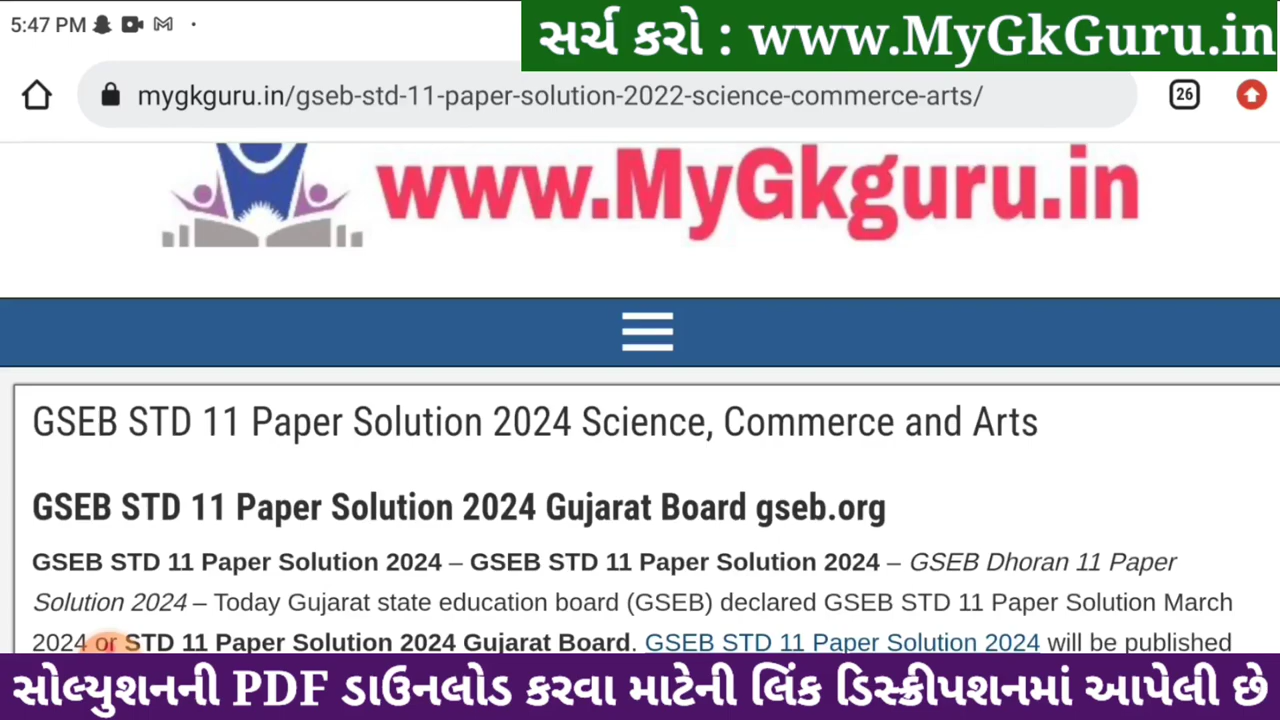 5:47 PM
સર્ચ કરો : www.MyGkGuru.in
mygkguru.in/gseb-std-11-paper-solution-2022-science-commerce-arts/
26
www.MyGkguru.in
GSEB STD 11 Paper Solution 2024 Science, Commerce and Arts
GSEB STD 11 Paper Solution 2024 Gujarat Board gseb.org
GSEB STD 11 Paper Solution 2024 – GSEB STD 11 Paper Solution 2024 – GSEB Dhoran 11 Paper
Solution 2024 – Today Gujarat state education board (GSEB) declared GSEB STD 11 Paper Solution March
2024 or STD 11 Paper Solution 2024 Gujarat Board. GSEB STD 11 Paper Solution 2024 will be published
સોલ્યુશનની PDF ડાઉનલોડ કરવા માટેની લિંક ડિસ્ક્રીપશનમાં આપેલી છે